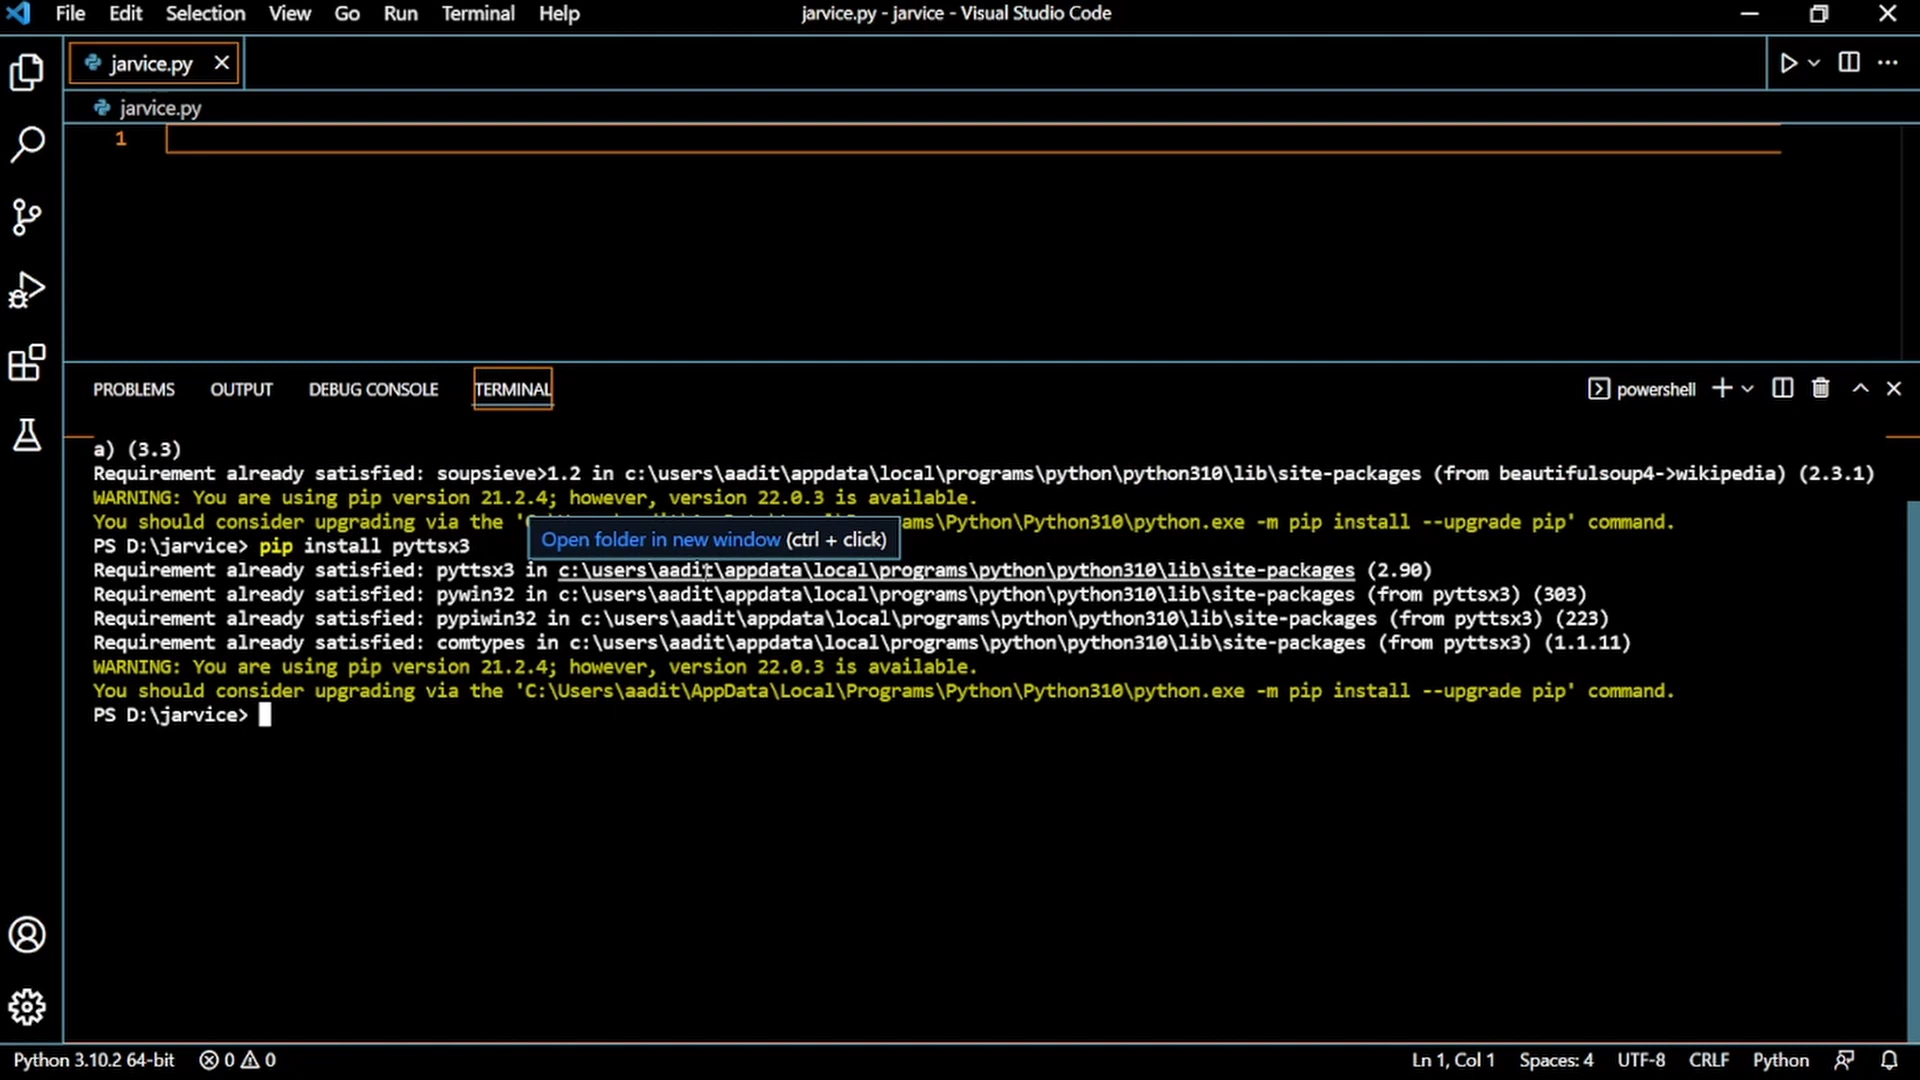 File Edit Selection View Go Run Terminal Help jarvice.py - jarvice - Visual Studio Code
jarvice.py
jarvice.py
1
PROBLEMS OUTPUT DEBUG CONSOLE TERMINAL powershell
a) (3.3)
Requirement already satisfied: soupsieve>1.2 in c:\users\aadit\appdata\local\programs\python\python310\lib\site-packages (from beautifulsoup4->wikipedia) (2.3.1)
WARNING: You are using pip version 21.2.4; however, version 22.0.3 is available.
You should consider upgrading via the 'C ams\Python\Python310\python.exe -m pip install --upgrade pip' command.
Open folder in new window (ctrl + click)
PS D:\jarvice> pip install pyttsx3
Requirement already satisfied: pyttsx3 in c:\users\aadit\appdata\local\programs\python\python310\lib\site-packages (2.90)
Requirement already satisfied: pywin32 in c:\users\aadit\appdata\local\programs\python\python310\lib\site-packages (from pyttsx3) (303)
Requirement already satisfied: pypiwin32 in c:\users\aadit\appdata\local\programs\python\python310\lib\site-packages (from pyttsx3) (223)
Requirement already satisfied: comtypes in c:\users\aadit\appdata\local\programs\python\python310\lib\site-packages (from pyttsx3) (1.1.11)
WARNING: You are using pip version 21.2.4; however, version 22.0.3 is available.
You should consider upgrading via the 'C:\Users\aadit\AppData\Local\Programs\Python\Python310\python.exe -m pip install --upgrade pip' command.
PS D:\jarvice>
Python 3.10.2 64-bit 0 0 Ln 1, Col 1 Spaces: 4 UTF-8 CRLF Python